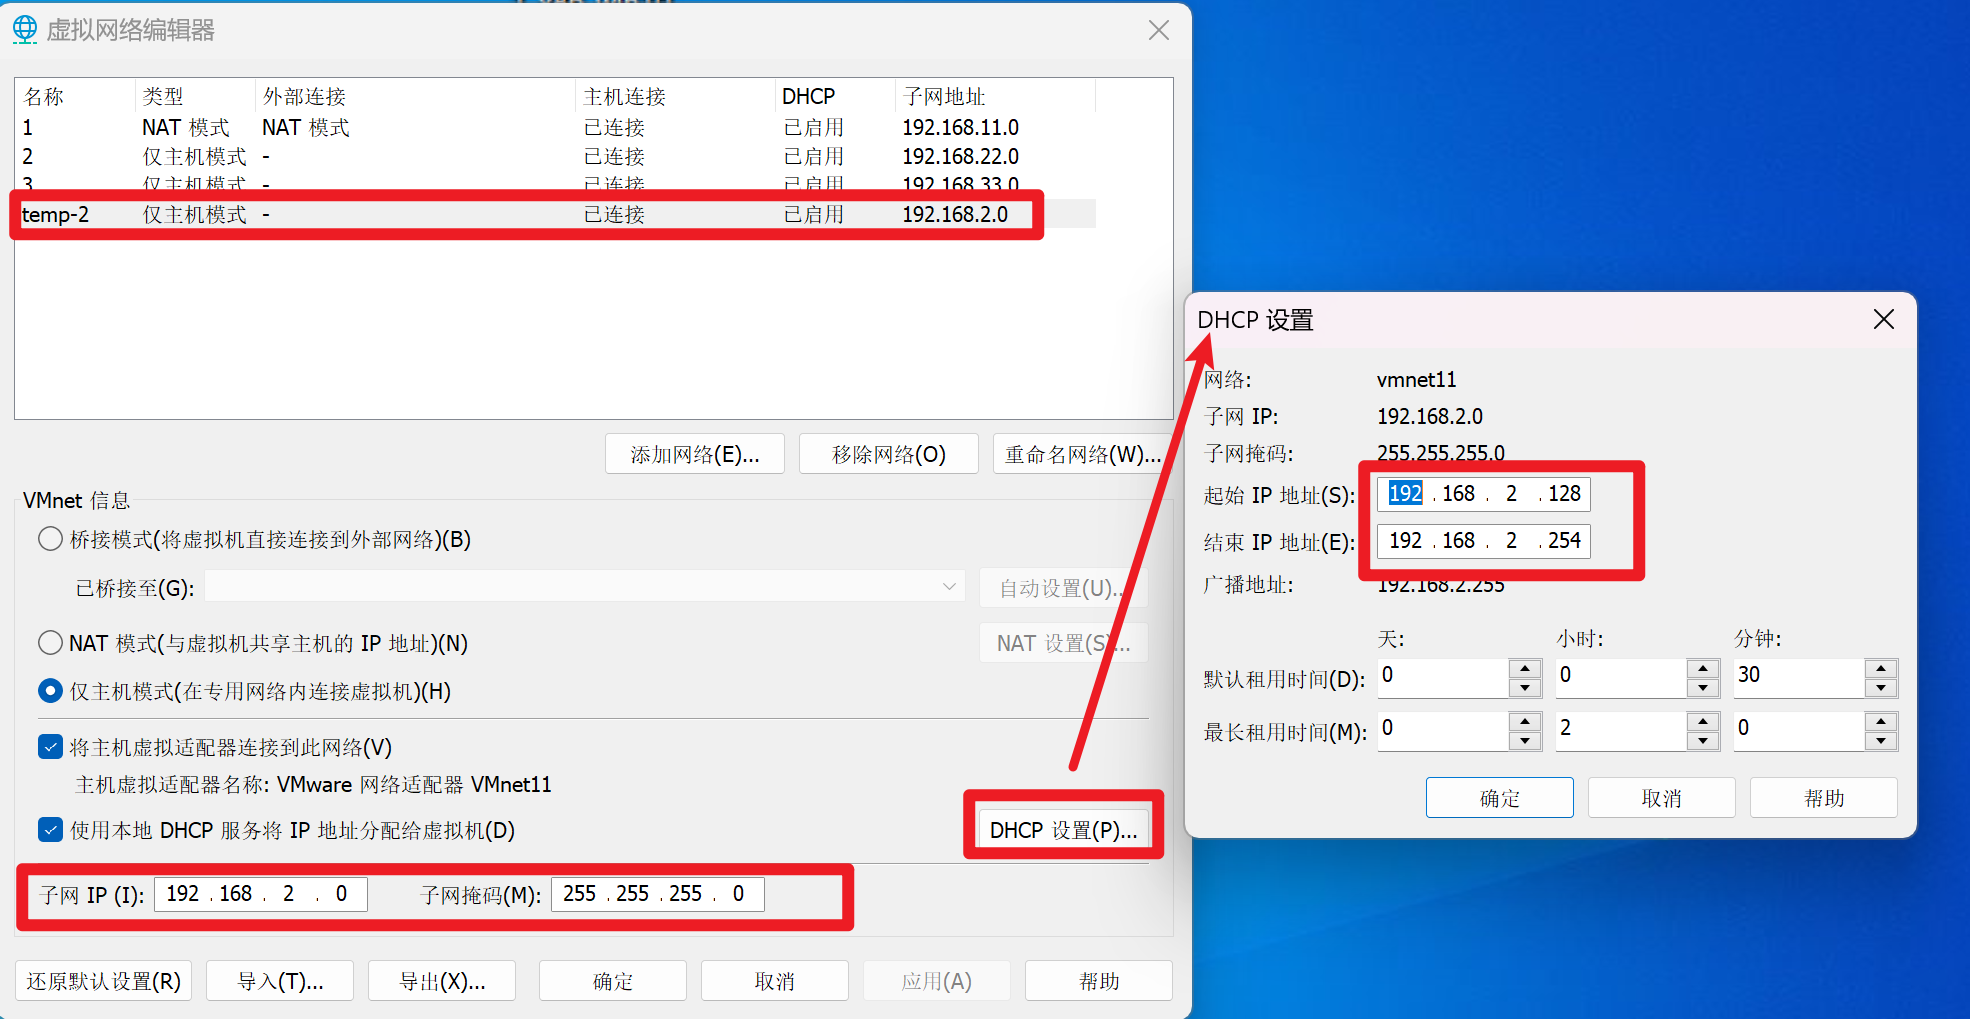 虚拟网络编辑器
名称 类型 外部连接 主机连接 DHCP 子网地址
1 NAT 模式 NAT 模式 已连接 已启用 192.168.11.0
2 仅主机模式 - 已连接 已启用 192.168.22.0
3 仅主机模式 - 已连接 已启用 192.168.33.0
temp-2 仅主机模式 - 已连接 已启用 192.168.2.0
添加网络(E)... 移除网络(O) 重命名网络(W)...
VMnet 信息
桥接模式(将虚拟机直接连接到外部网络)(B)
已桥接至(G): 自动设置(U)...
NAT 模式(与虚拟机共享主机的 IP 地址)(N) NAT 设置(S)...
仅主机模式(在专用网络内连接虚拟机)(H)
将主机虚拟适配器连接到此网络(V)
主机虚拟适配器名称: VMware 网络适配器 VMnet11
使用本地 DHCP 服务将 IP 地址分配给虚拟机(D) DHCP 设置(P)...
子网 IP (I): 192 . 168 . 2 . 0 子网掩码(M): 255 . 255 . 255 . 0
还原默认设置(R) 导入(T)... 导出(X)... 确定 取消 应用(A) 帮助
DHCP 设置
网络: vmnet11
子网 IP: 192.168.2.0
子网掩码: 255.255.255.0
起始 IP 地址(S): 192 . 168 . 2 . 128
结束 IP 地址(E): 192 . 168 . 2 . 254
广播地址: 192.168.2.255
天: 小时: 分钟:
默认租用时间(D): 0 0 30
最长租用时间(M): 0 2 0
确定 取消 帮助